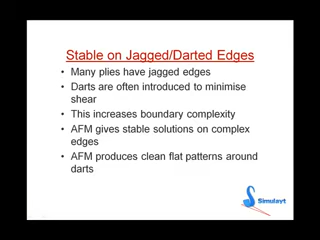 Stable on Jagged/Darted Edges
• Many plies have jagged edges
• Darts are often introduced to minimise
shear
• This increases boundary complexity
• AFM gives stable solutions on complex
edges
• AFM produces clean flat patterns around
darts
Simulayt